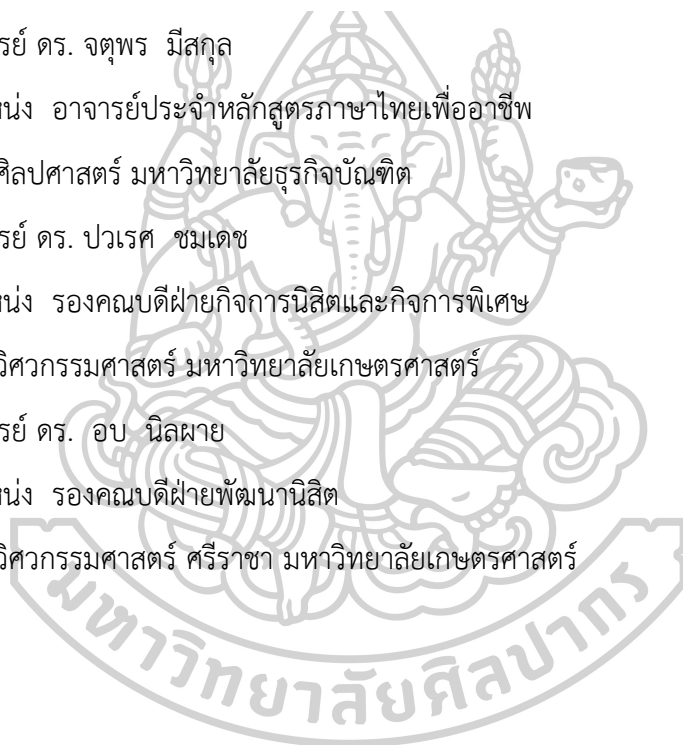 รย์ ดร. จตุพร มีสกุล
หน่ง อาจารย์ประจำหลักสูตรภาษาไทยเพื่ออาชีพ
ศิลปศาสตร์ มหาวิทยาลัยธุรกิจบัณฑิต
รย์ ดร. ปวเรศ ชมเดช
หน่ง รองคณบดีฝ่ายกิจการนิสิตและกิจการพิเศษ
วิศวกรรมศาสตร์ มหาวิทยาลัยเกษตรศาสตร์
รย์ ดร. อบ นิลผาย
หน่ง รองคณบดีฝ่ายพัฒนานิสิต
วิศวกรรมศาสตร์ ศรีราชา มหาวิทยาลัยเกษตรศาสตร์
มหาวิทยาลัยศิลปากร